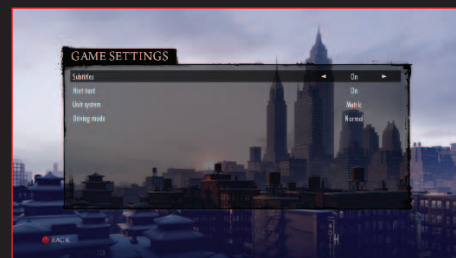 GAME SETTINGS
Subtitles ◄ On ►
Hint text On
Unit system Metric
Driving mode Normal
BACK